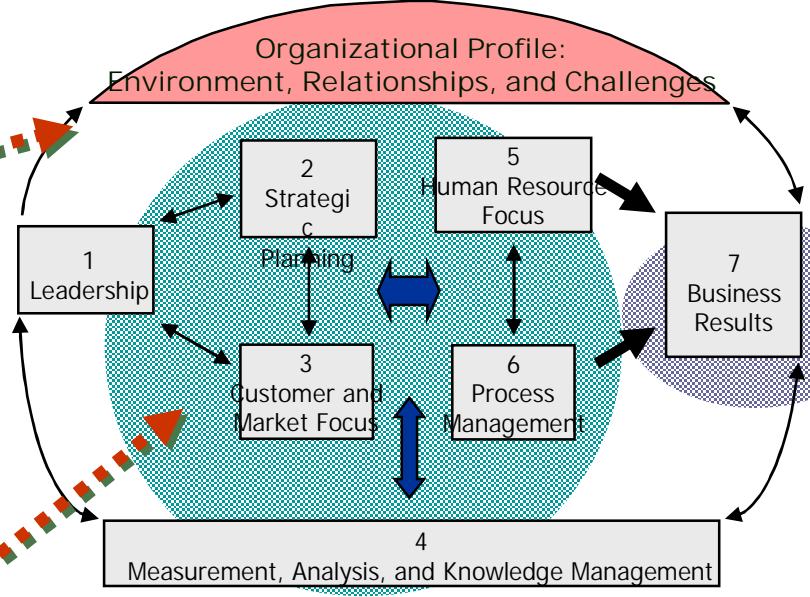 Organizational Profile:
Environment, Relationships, and Challenges
2
Strategi
c
Planning
5
Human Resource
Focus
1
Leadership
7
Business
Results
3
Customer and
Market Focus
6
Process
Management
4
Measurement, Analysis, and Knowledge Management